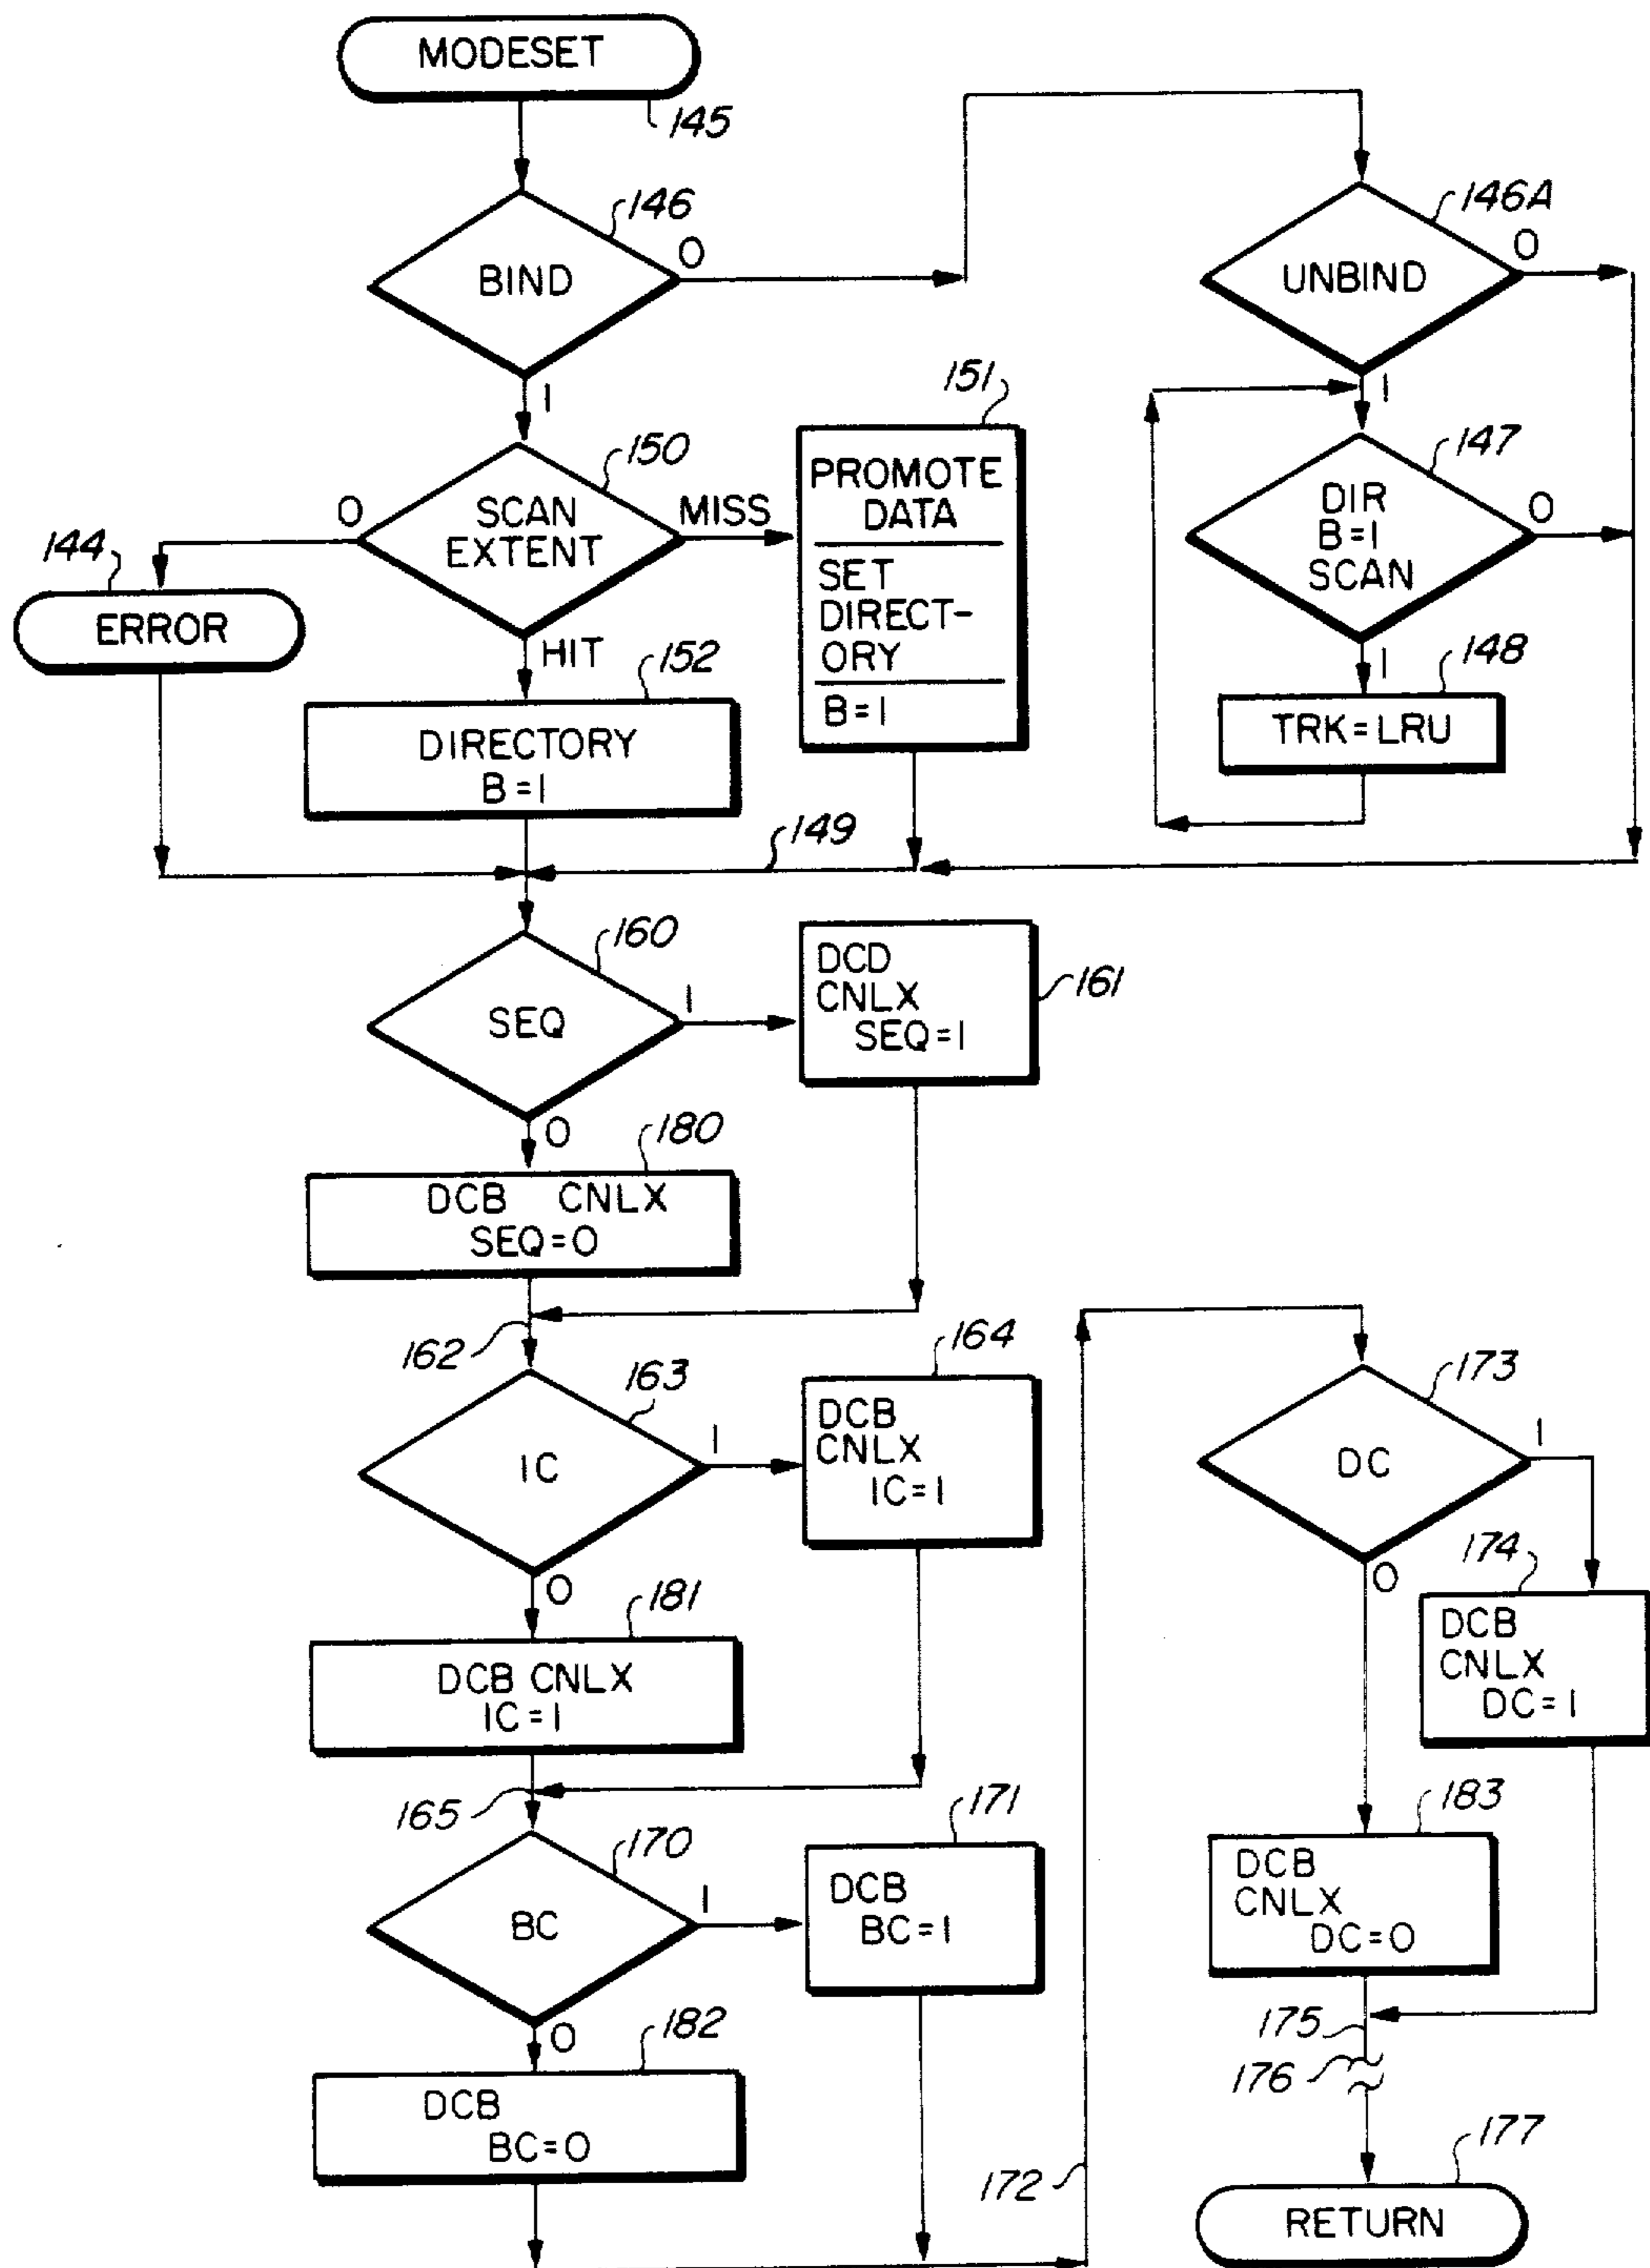 MODESET
145
146
BIND
0
1
146A
UNBIND
0
1
150
SCAN
EXTENT
0
MISS
HIT
151
PROMOTE
DATA
SET
DIRECT-
ORY
B=1
147
DIR
B=1
SCAN
0
1
148
TRK=LRU
144
ERROR
152
DIRECTORY
B=1
149
160
SEQ
1
0
DCD
CNLX
SEQ=1
161
180
DCB CNLX
SEQ=0
162
163
IC
1
0
164
DCB
CNLX
IC=1
181
DCB CNLX
IC=1
165
170
BC
1
0
171
DCB
BC=1
182
DCB
BC=0
172
173
DC
1
0
174
DCB
CNLX
DC=1
183
DCB
CNLX
DC=0
175
176
177
RETURN